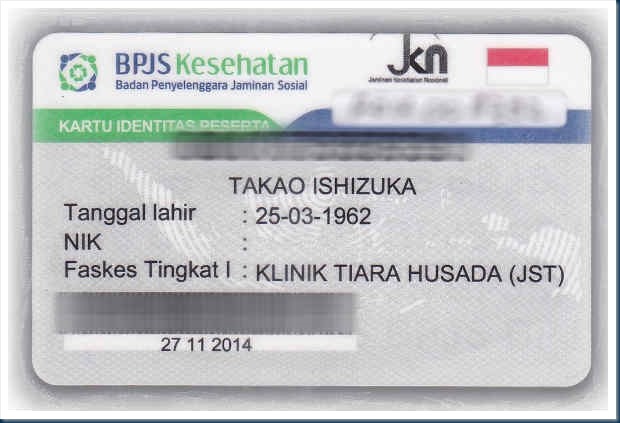 BPJS Kesehatan
Badan Penyelenggara Jaminan Sosial
jkn
Jaminan Kesehatan Nasional
KARTU IDENTITAS PESERTA
TAKAO ISHIZUKA
Tanggal lahir : 25-03-1962
NIK :
Faskes Tingkat I : KLINIK TIARA HUSADA (JST)
27 11 2014